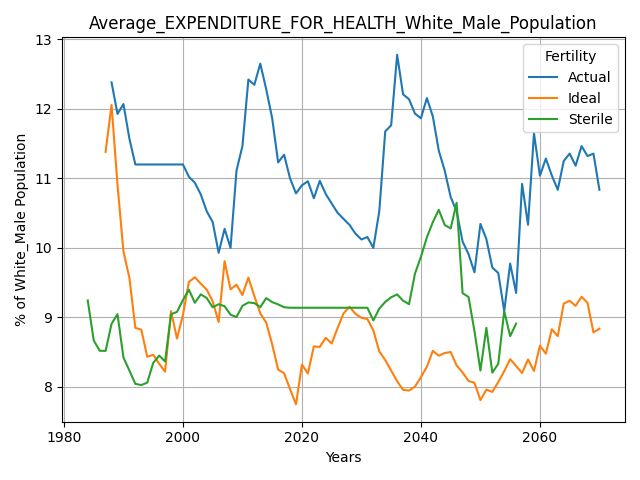 Average_EXPENDITURE_FOR_HEALTH_White_Male_Population
13
12
11
10
9
8
% of White_Male Population
1980
2000
2020
2040
2060
Years
Fertility
Actual
Ideal
Sterile